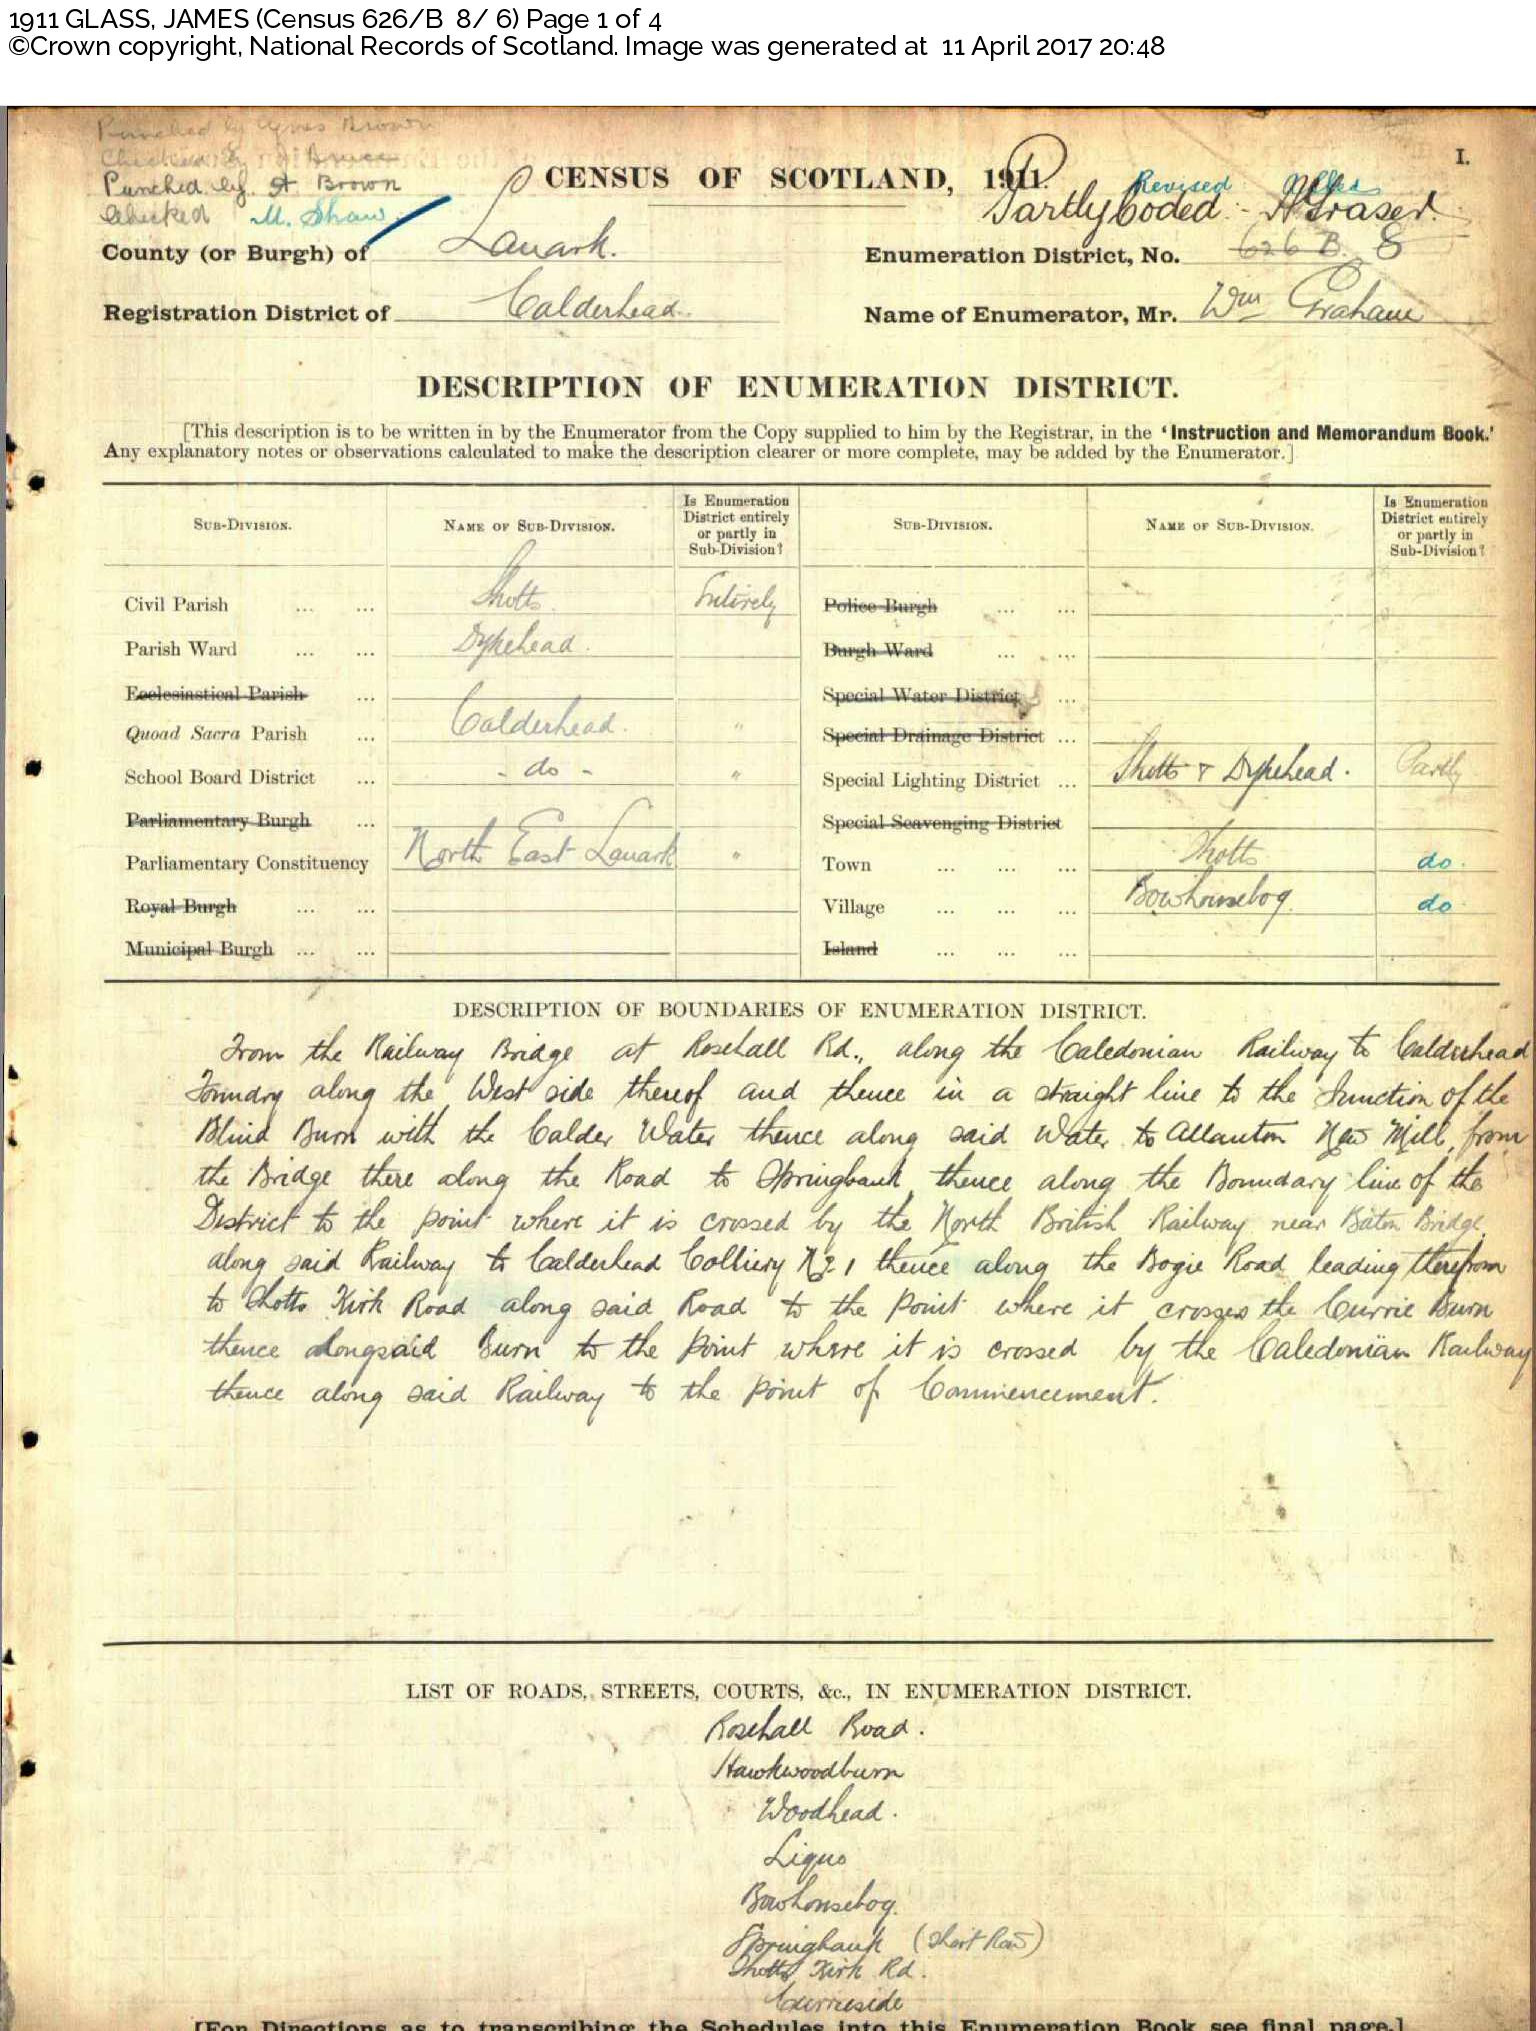 1911 GLASS, JAMES (Census 626/B 8/ 6) Page 1 of 4
©Crown copyright, National Records of Scotland. Image was generated at 11 April 2017 20:48
Punched by Agnes Brown
Checked by J Bruce
I.
Punched by A Brown
CENSUS OF SCOTLAND, 1911.
Revised
Checked M. Shaw
Partly Coded - A Fraser.
County (or Burgh) of Lanark.
Enumeration District, No. 626 B. 8
Registration District of Calderhead.
Name of Enumerator, Mr. Wm Graham
DESCRIPTION OF ENUMERATION DISTRICT.
[This description is to be written in by the Enumerator from the Copy supplied to him by the Registrar, in the 'Instruction and Memorandum Book.'
Any explanatory notes or observations calculated to make the description clearer or more complete, may be added by the Enumerator.]
SUB-DIVISION. NAME OF SUB-DIVISION. Is Enumeration District entirely or partly in Sub-Division? SUB-DIVISION. NAME OF SUB-DIVISION. Is Enumeration District entirely or partly in Sub-Division?
Civil Parish ... ... Shotts. Entirely Police Burgh ... ...
Parish Ward ... ... Dykehead. Burgh Ward ... ...
Ecclesiastical Parish ... Special Water District ...
Quoad Sacra Parish ... Calderhead. " Special Drainage District ...
School Board District ... - do - " Special Lighting District ... Shotts & Dykehead. Partly
Parliamentary Burgh ... Special Scavenging District
Parliamentary Constituency North East Lanark " Town ... ... ... Shotts do.
Royal Burgh ... ... Village ... ... ... Bowhousebog. do
Municipal Burgh ... ... Island ... ... ...
DESCRIPTION OF BOUNDARIES OF ENUMERATION DISTRICT.
From the Railway Bridge at Rosehall Rd., along the Caledonian Railway to Calderhead
Foundry along the West side thereof and thence in a straight line to the Junction of the
Blind Burn with the Calder Water thence along said Water to Allanton New Mill, from
the Bridge there along the Road to Springbank, thence along the Boundary line of the
District to the point where it is crossed by the North British Railway near Baton Bridge
along said Railway to Calderhead Colliery No. 1 thence along the Bogie Road leading therefrom
to Shotts Kirk Road along said Road to the point where it crosses the Currie Burn
thence along said Burn to the point where it is crossed by the Caledonian Railway
thence along said Railway to the point of Commencement.
LIST OF ROADS, STREETS, COURTS, &c., IN ENUMERATION DISTRICT.
Rosehall Road.
Hawkwoodburn
Woodhead.
Liquo
Bowhousebog.
Springbank (Short Row)
Shotts Kirk Rd.
Currieside
[For Directions as to transcribing the Schedules into this Enumeration Book see final page.]